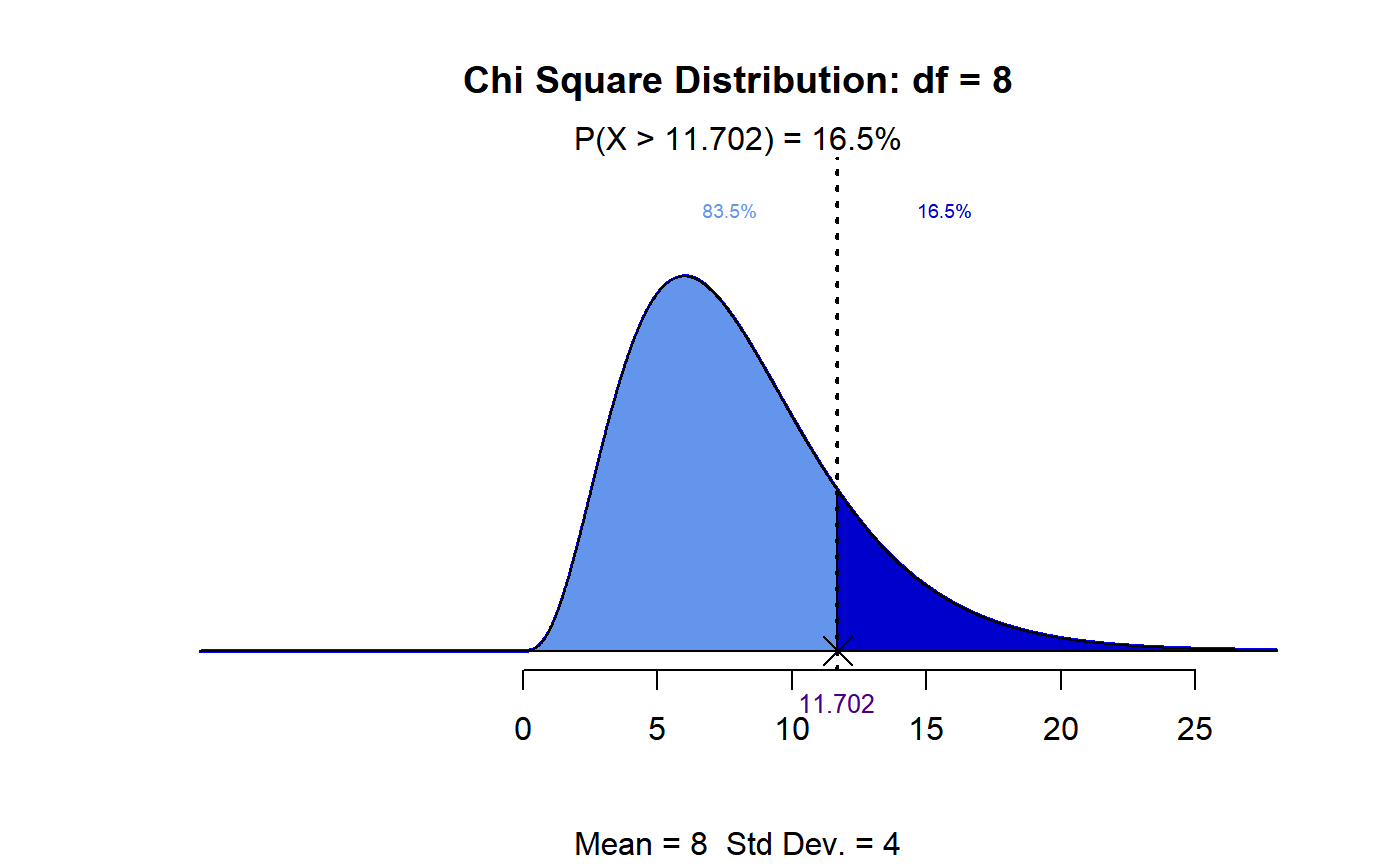 Chi Square Distribution: df = 8
P(X > 11.702) = 16.5%
83.5% 16.5%
11.702
0 5 10 15 20 25
Mean = 8 Std Dev. = 4